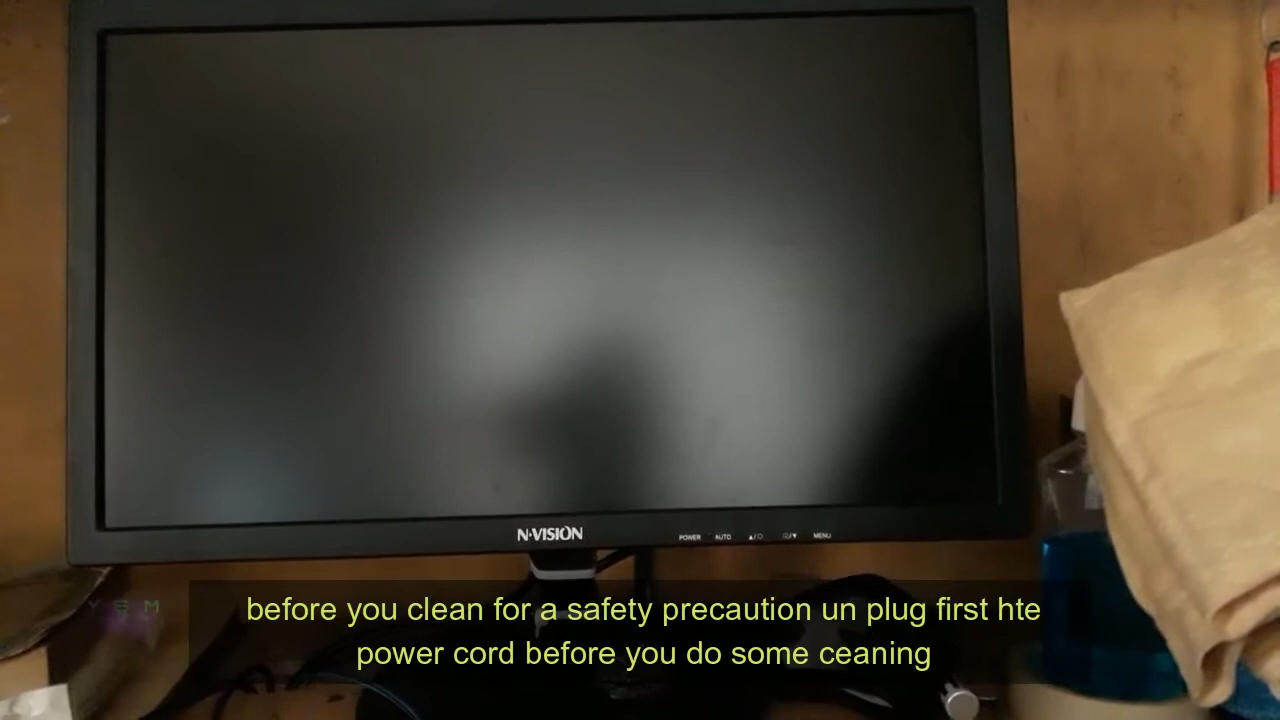 N·VISION
POWER AUTO ▲/ ▼ MENU
YEM
before you clean for a safety precaution un plug first hte
power cord before you do some ceaning